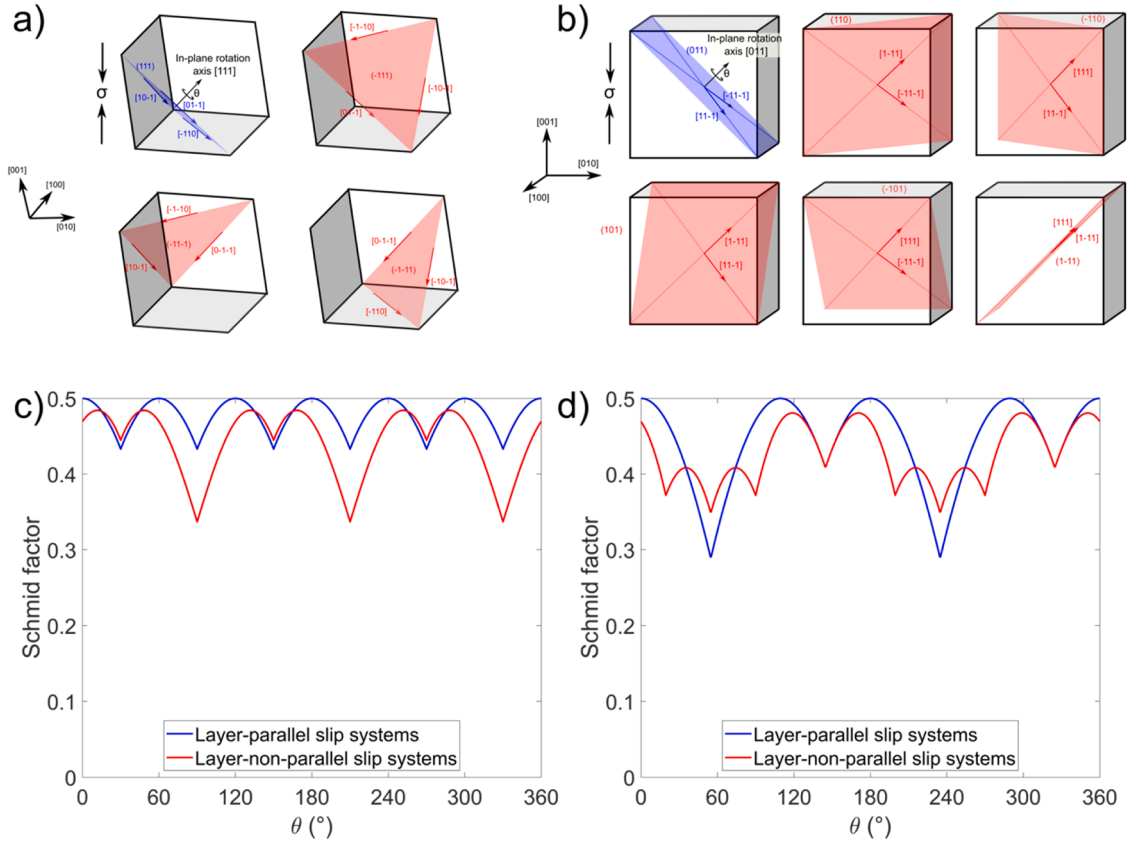 a)
σ
(111)
[10-1]
[01-1]
[-110]
θ
In-plane rotation
axis [111]
[-1-10]
(-111)
[01-1]
[-10-1]
[001]
[100]
[010]
[-1-10]
(-11-1)
[10-1]
[0-1-1]
[0-1-1]
(-1-11)
[-10-1]
[-110]
b)
σ
(011)
In-plane rotation
axis [011]
θ
[-11-1]
[11-1]
(110)
[1-11]
[-11-1]
(-110)
[111]
[11-1]
[001]
[010]
[100]
(101)
[1-11]
[11-1]
(-101)
[111]
[-11-1]
[111]
[1-11]
(1-11)
c)
Schmid factor
0.5
0.4
0.3
0.2
0.1
0
Layer-parallel slip systems
Layer-non-parallel slip systems
0 60 120 180 240 300 360
θ (°)
d)
Schmid factor
0.5
0.4
0.3
0.2
0.1
0
Layer-parallel slip systems
Layer-non-parallel slip systems
0 60 120 180 240 300 360
θ (°)